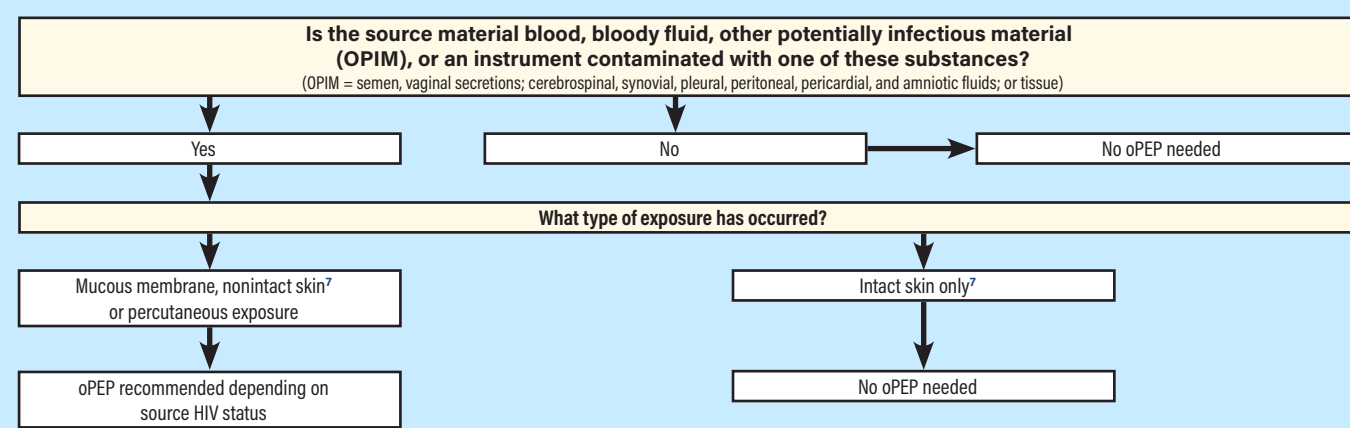 Is the source material blood, bloody fluid, other potentially infectious material
(OPIM), or an instrument contaminated with one of these substances?
(OPIM = semen, vaginal secretions; cerebrospinal, synovial, pleural, peritoneal, pericardial, and amniotic fluids; or tissue)
Yes
No
No oPEP needed
What type of exposure has occurred?
Mucous membrane, nonintact skin7
or percutaneous exposure
Intact skin only7
oPEP recommended depending on
source HIV status
No oPEP needed